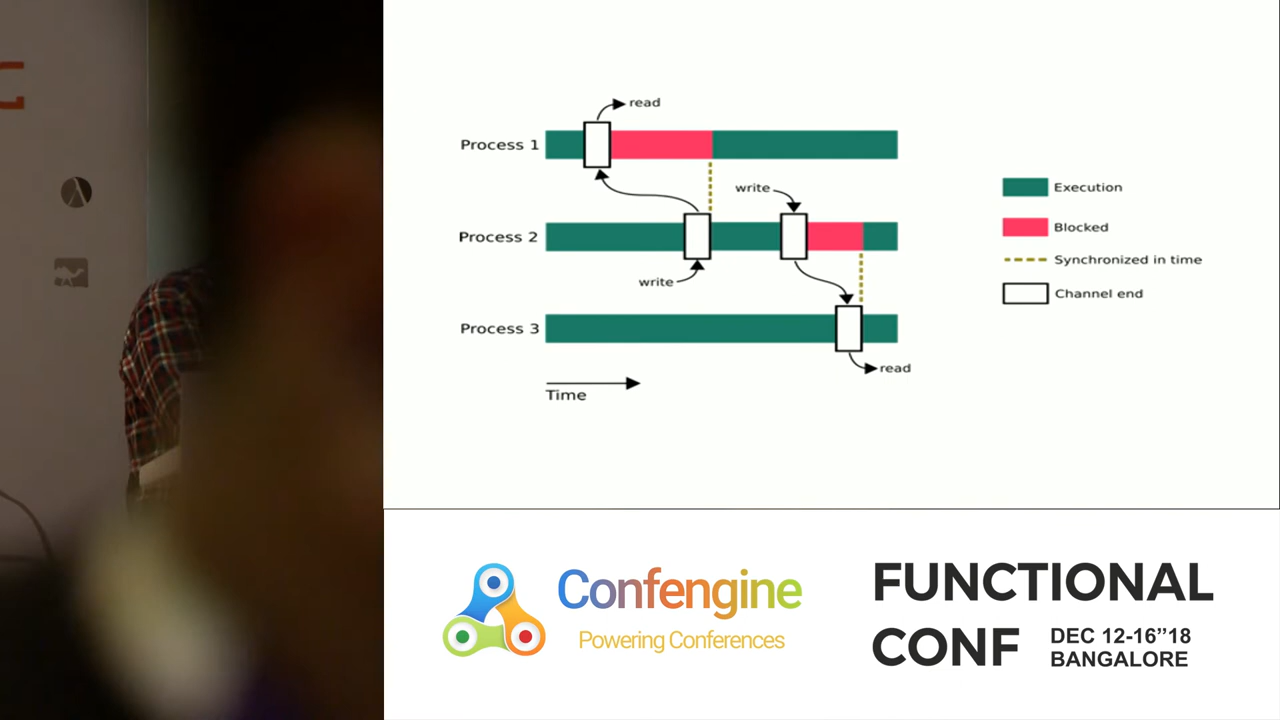 read
Process 1
write
Process 2
write
Process 3
read
Time
Execution
Blocked
Synchronized in time
Channel end
Confengine
Powering Conferences
FUNCTIONAL
CONF
DEC 12-16”18
BANGALORE